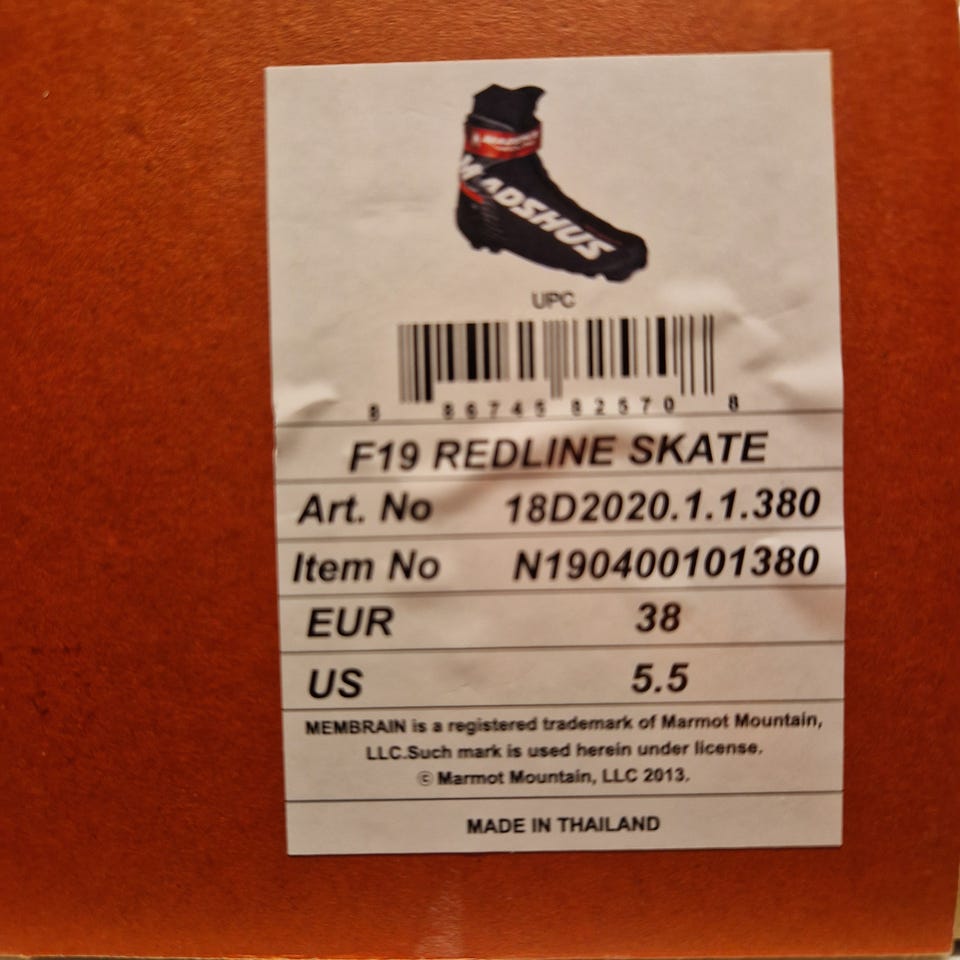 MADSHUS
UPC
8 86745 82570 8
F19 REDLINE SKATE
Art. No 18D2020.1.1.380
Item No N190400101380
EUR 38
US 5.5
MEMBRAIN is a registered trademark of Marmot Mountain,
LLC.Such mark is used herein under license.
© Marmot Mountain, LLC 2013.
MADE IN THAILAND